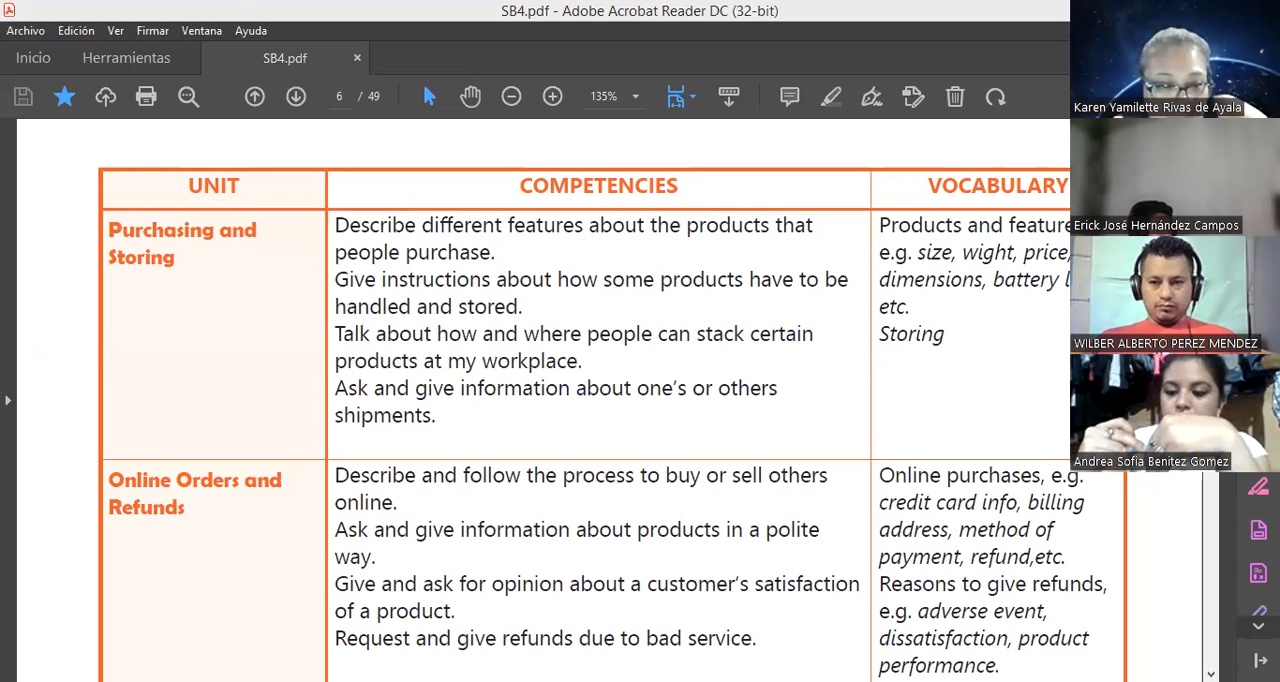 SB4.pdf - Adobe Acrobat Reader DC (32-bit)
Archivo Edición Ver Firmar Ventana Ayuda
Inicio Herramientas SB4.pdf ×
6 / 49 135%
UNIT COMPETENCIES VOCABULARY
Purchasing and
Storing
Describe different features about the products that
people purchase.
Give instructions about how some products have to be
handled and stored.
Talk about how and where people can stack certain
products at my workplace.
Ask and give information about one's or others
shipments.
Products and feature
e.g. size, wight, price,
dimensions, battery l
etc.
Storing
Online Orders and
Refunds
Describe and follow the process to buy or sell others
online.
Ask and give information about products in a polite
way.
Give and ask for opinion about a customer's satisfaction
of a product.
Request and give refunds due to bad service.
Online purchases, e.g.
credit card info, billing
address, method of
payment, refund,etc.
Reasons to give refunds,
e.g. adverse event,
dissatisfaction, product
performance.
Karen Yamilette Rivas de Ayala
Erick José Hernández Campos
WILBER ALBERTO PEREZ MENDEZ
Andrea Sofia Benitez Gomez